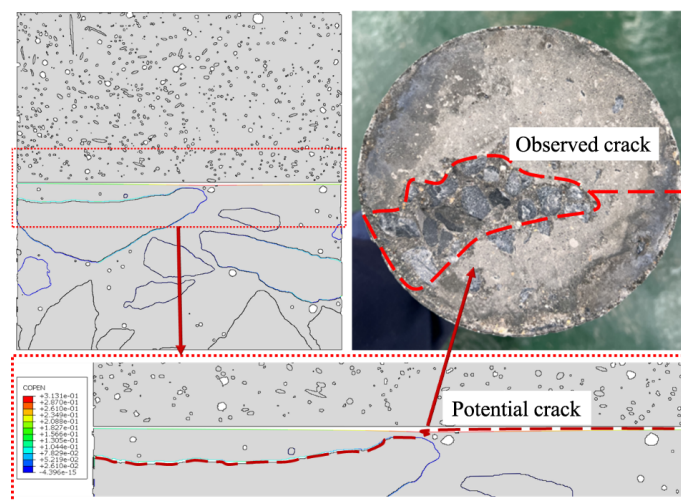 Observed crack
Potential crack
COPEN
+3.131e-01
+2.870e-01
+2.610e-01
+2.349e-01
+2.088e-01
+1.827e-01
+1.566e-01
+1.305e-01
+1.044e-01
+7.829e-02
+5.219e-02
+2.610e-02
-4.396e-15